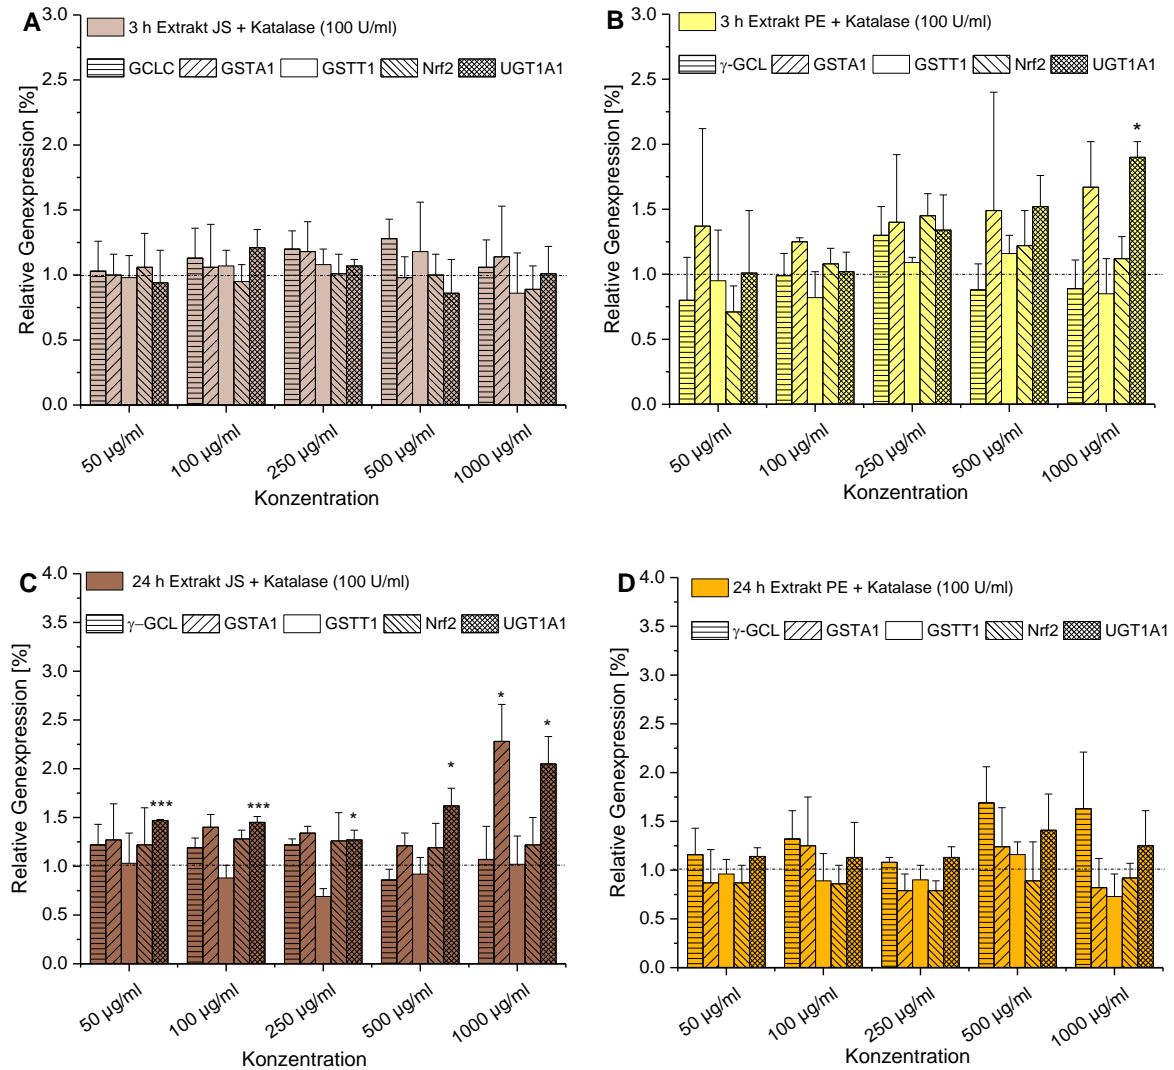 A
3 h Extrakt JS + Katalase (100 U/ml)
GCLC GSTA1 GSTT1 Nrf2 UGT1A1
Relative Genexpression [%]
3.0
2.5
2.0
1.5
1.0
0.5
0.0
50 µg/ml 100 µg/ml 250 µg/ml 500 µg/ml 1000 µg/ml
Konzentration
B
3 h Extrakt PE + Katalase (100 U/ml)
γ-GCL GSTA1 GSTT1 Nrf2 UGT1A1
Relative Genexpression [%]
3.0
2.5
2.0
1.5
1.0
0.5
0.0
*
50 µg/ml 100 µg/ml 250 µg/ml 500 µg/ml 1000 µg/ml
Konzentration
C
24 h Extrakt JS + Katalase (100 U/ml)
γ–GCL GSTA1 GSTT1 Nrf2 UGT1A1
Relative Genexpression [%]
4.0
3.5
3.0
2.5
2.0
1.5
1.0
0.5
0.0
*** *** * * * *
50 µg/ml 100 µg/ml 250 µg/ml 500 µg/ml 1000 µg/ml
Konzentration
D
24 h Extrakt PE + Katalase (100 U/ml)
γ-GCL GSTA1 GSTT1 Nrf2 UGT1A1
Relative Genexpression [%]
4.0
3.5
3.0
2.5
2.0
1.5
1.0
0.5
0.0
50 µg/ml 100 µg/ml 250 µg/ml 500 µg/ml 1000 µg/ml
Konzentration